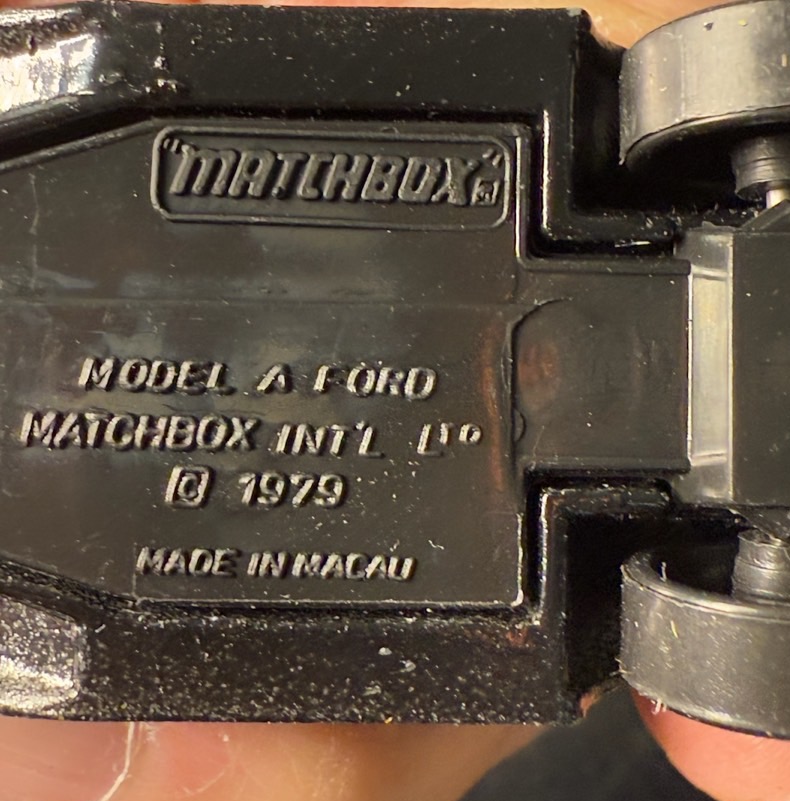 "MATCHBOX"®
MODEL A FORD
MATCHBOX INT'L LTD
© 1979
MADE IN MACAU